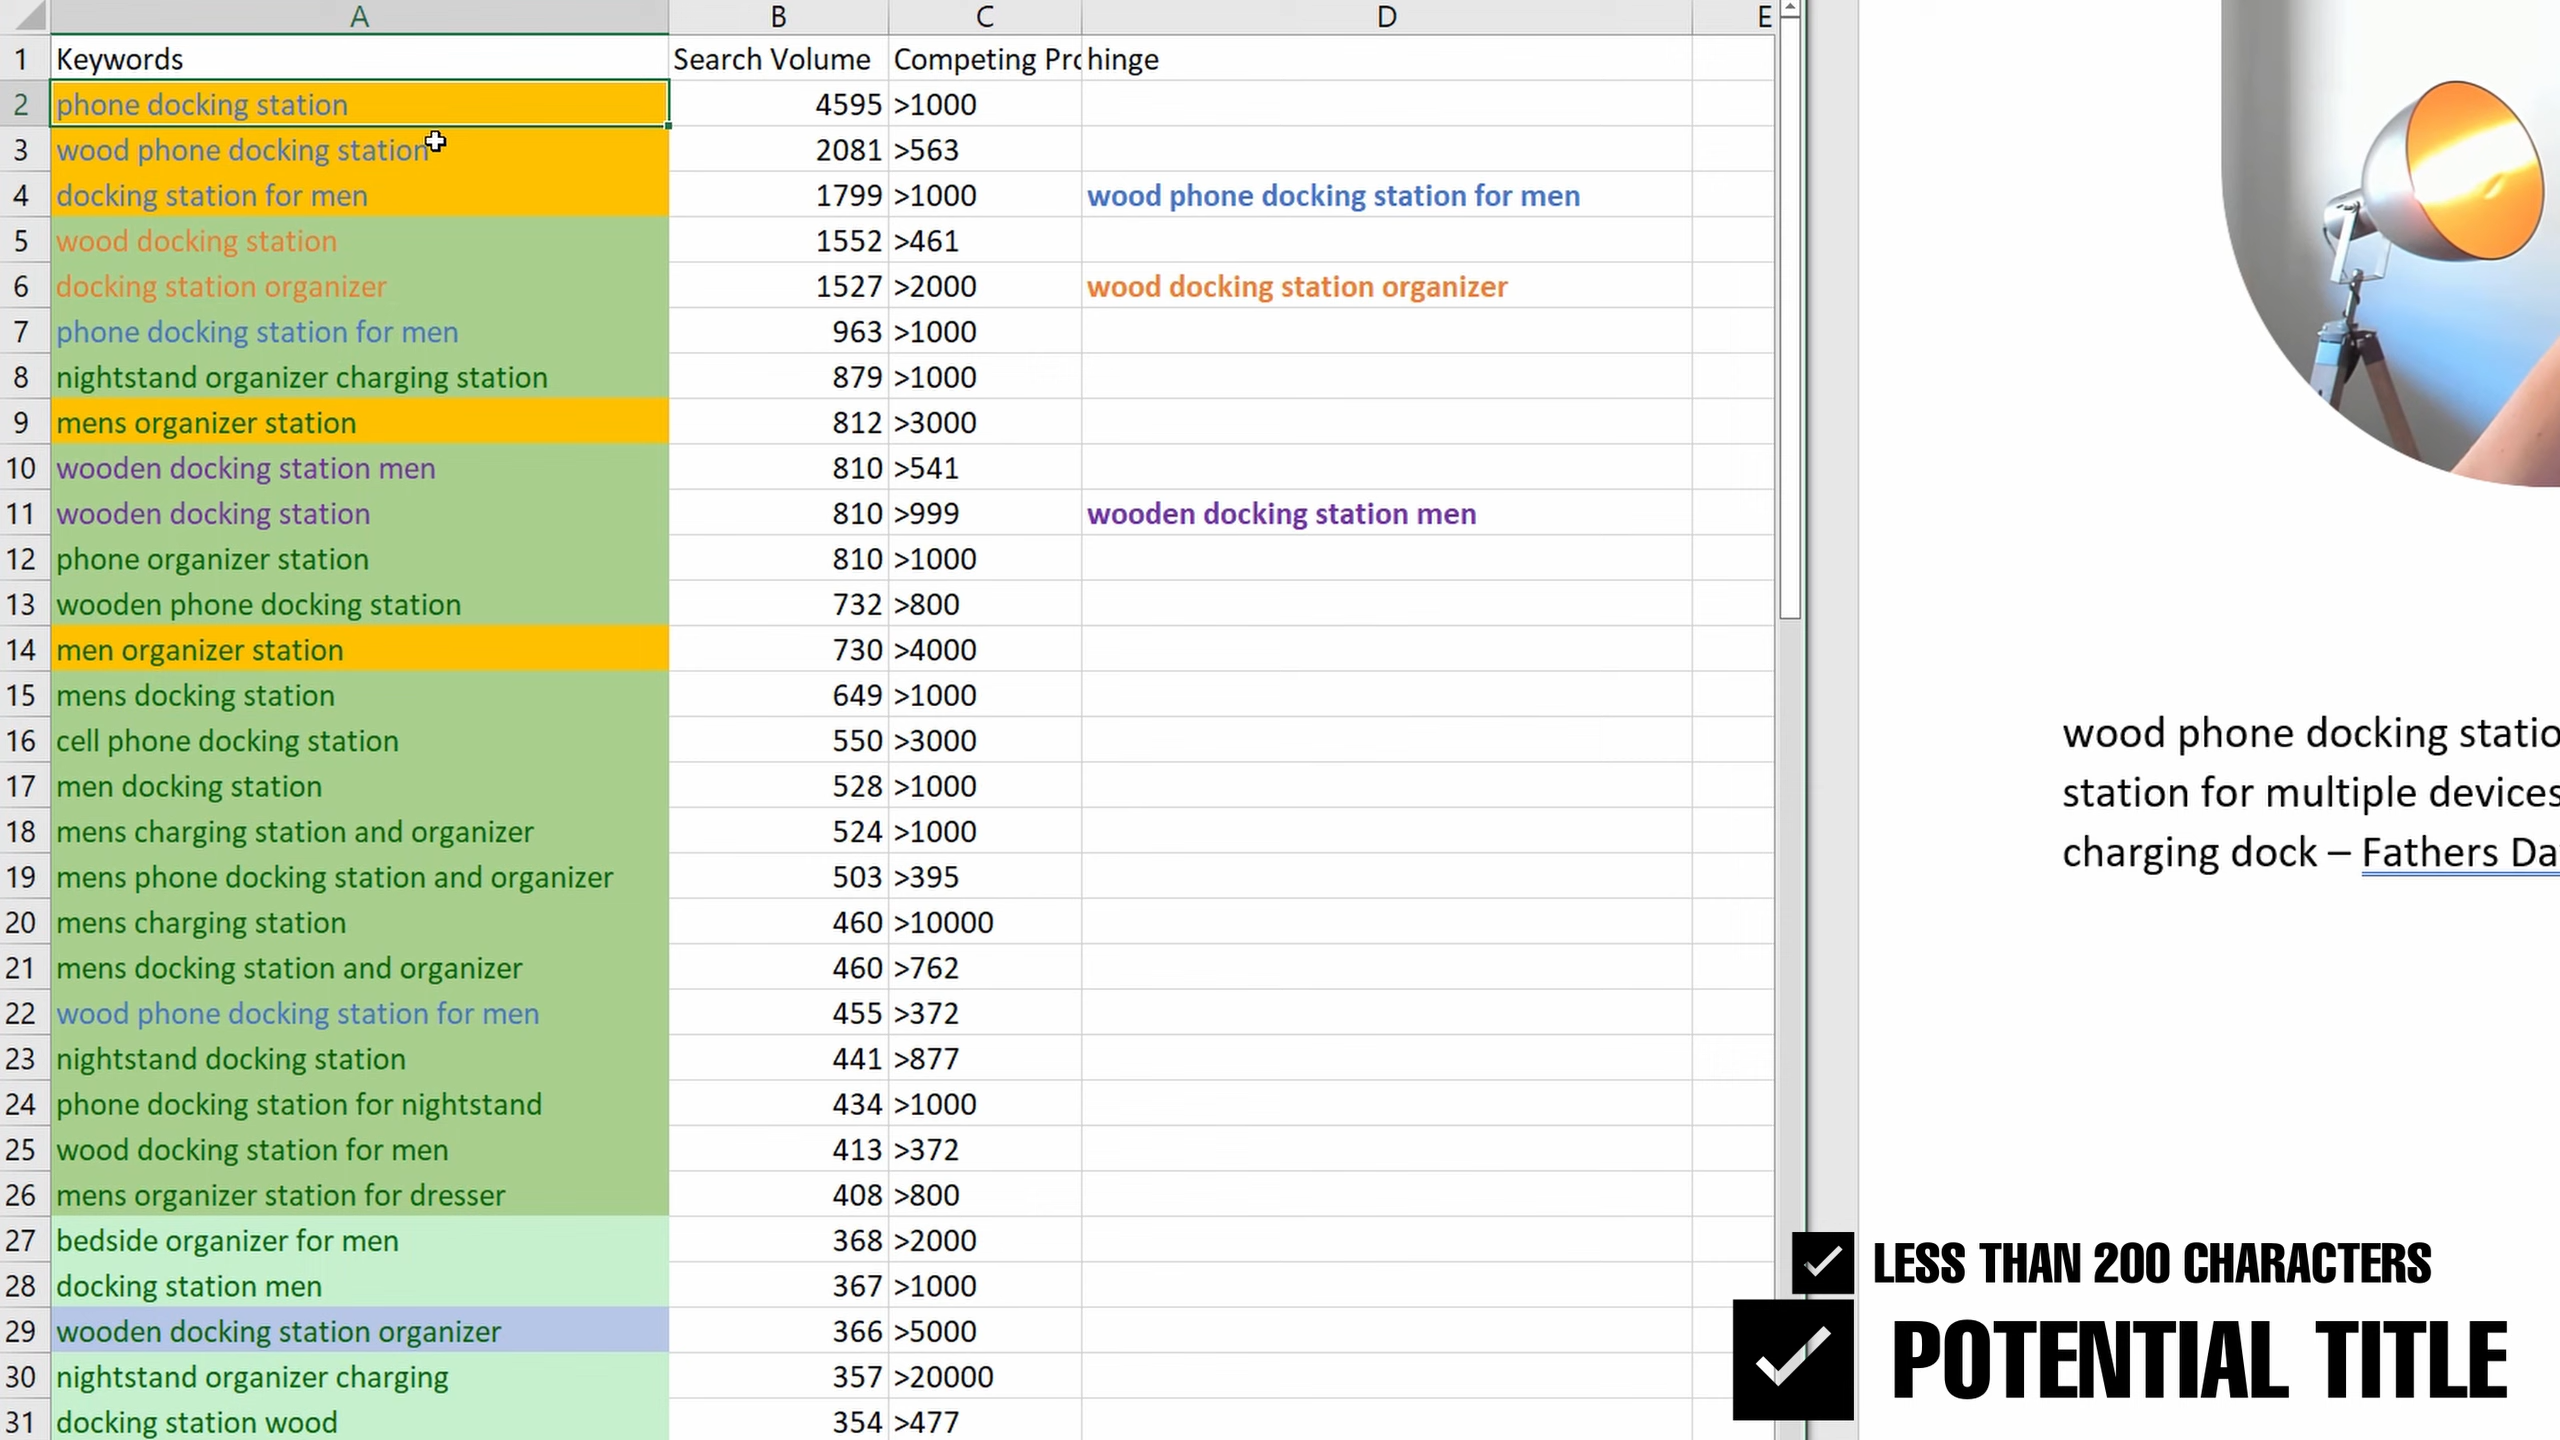 A B C D E
1 Keywords Search Volume Competing Pro hinge
2 phone docking station 4595 >1000
3 wood phone docking station 2081 >563
4 docking station for men 1799 >1000 wood phone docking station for men
5 wood docking station 1552 >461
6 docking station organizer 1527 >2000 wood docking station organizer
7 phone docking station for men 963 >1000
8 nightstand organizer charging station 879 >1000
9 mens organizer station 812 >3000
10 wooden docking station men 810 >541
11 wooden docking station 810 >999 wooden docking station men
12 phone organizer station 810 >1000
13 wooden phone docking station 732 >800
14 men organizer station 730 >4000
15 mens docking station 649 >1000
16 cell phone docking station 550 >3000
17 men docking station 528 >1000
18 mens charging station and organizer 524 >1000
19 mens phone docking station and organizer 503 >395
20 mens charging station 460 >10000
21 mens docking station and organizer 460 >762
22 wood phone docking station for men 455 >372
23 nightstand docking station 441 >877
24 phone docking station for nightstand 434 >1000
25 wood docking station for men 413 >372
26 mens organizer station for dresser 408 >800
27 bedside organizer for men 368 >2000
28 docking station men 367 >1000
29 wooden docking station organizer 366 >5000
30 nightstand organizer charging 357 >20000
31 docking station wood 354 >477
wood phone docking statio
station for multiple devices
charging dock – Fathers Da
LESS THAN 200 CHARACTERS
POTENTIAL TITLE